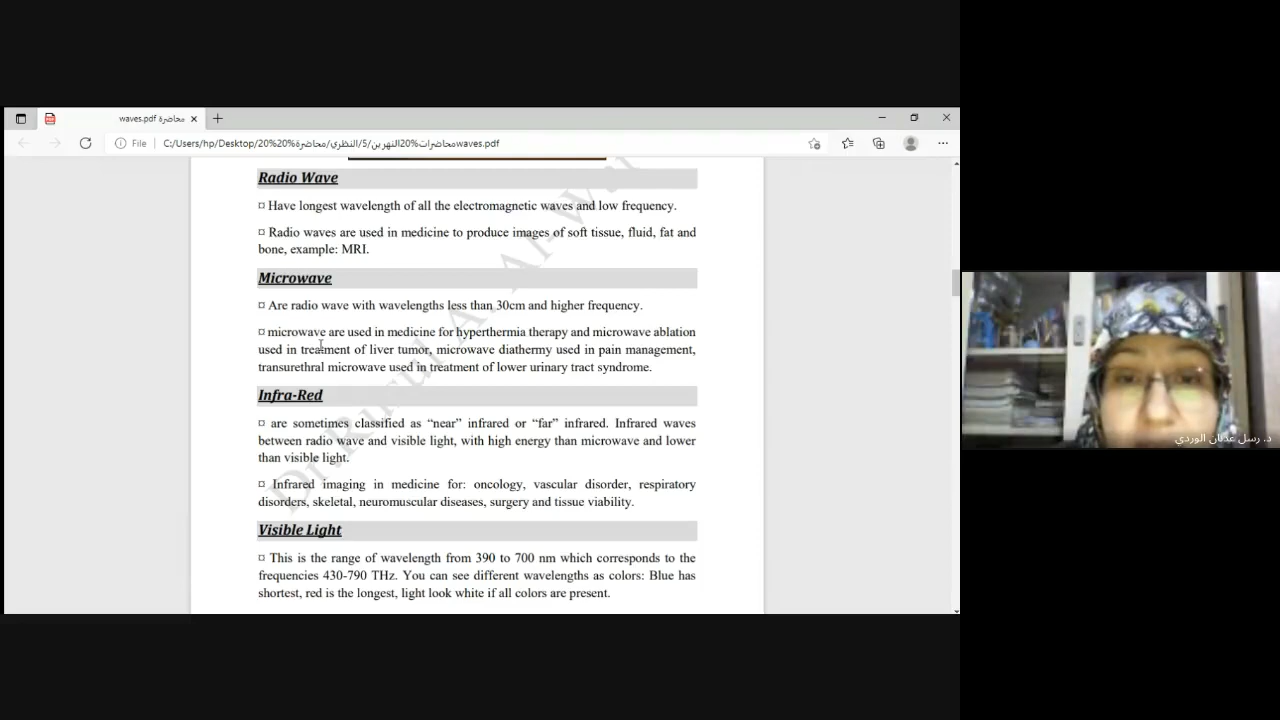 محاضرة waves.pdf
File
C:/Users/hp/Desktop/20%20%محاضرة/النظري/5/محاضرات%20النهرينwaves.pdf
Radio Wave
¤ Have longest wavelength of all the electromagnetic waves and low frequency.
¤ Radio waves are used in medicine to produce images of soft tissue, fluid, fat and
bone, example: MRI.
Microwave
¤ Are radio wave with wavelengths less than 30cm and higher frequency.
¤ microwave are used in medicine for hyperthermia therapy and microwave ablation
used in treatment of liver tumor, microwave diathermy used in pain management,
transurethral microwave used in treatment of lower urinary tract syndrome.
Infra-Red
¤ are sometimes classified as “near” infrared or “far” infrared. Infrared waves
between radio wave and visible light, with high energy than microwave and lower
than visible light.
¤ Infrared imaging in medicine for: oncology, vascular disorder, respiratory
disorders, skeletal, neuromuscular diseases, surgery and tissue viability.
Visible Light
¤ This is the range of wavelength from 390 to 700 nm which corresponds to the
frequencies 430-790 THz. You can see different wavelengths as colors: Blue has
shortest, red is the longest, light look white if all colors are present.
Dr.Rusul A. Al-War
د. رسل عدنان الوردي